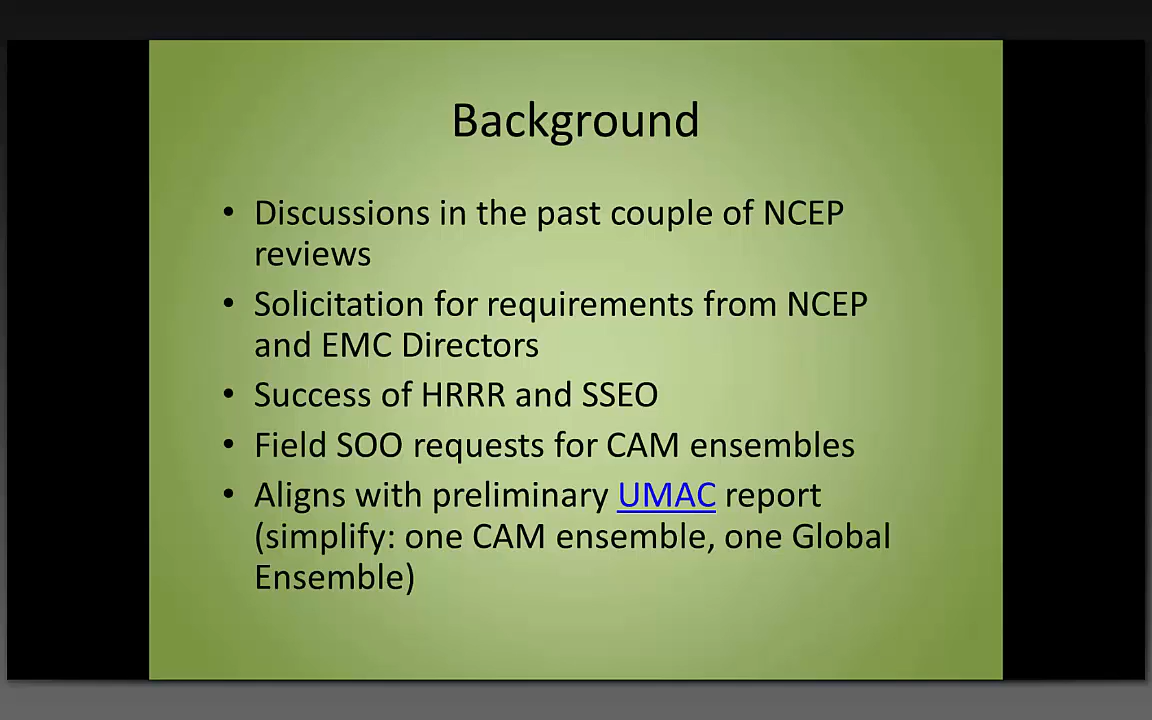 Background
• Discussions in the past couple of NCEP
reviews
• Solicitation for requirements from NCEP
and EMC Directors
• Success of HRRR and SSEO
• Field SOO requests for CAM ensembles
• Aligns with preliminary UMAC report
(simplify: one CAM ensemble, one Global
Ensemble)